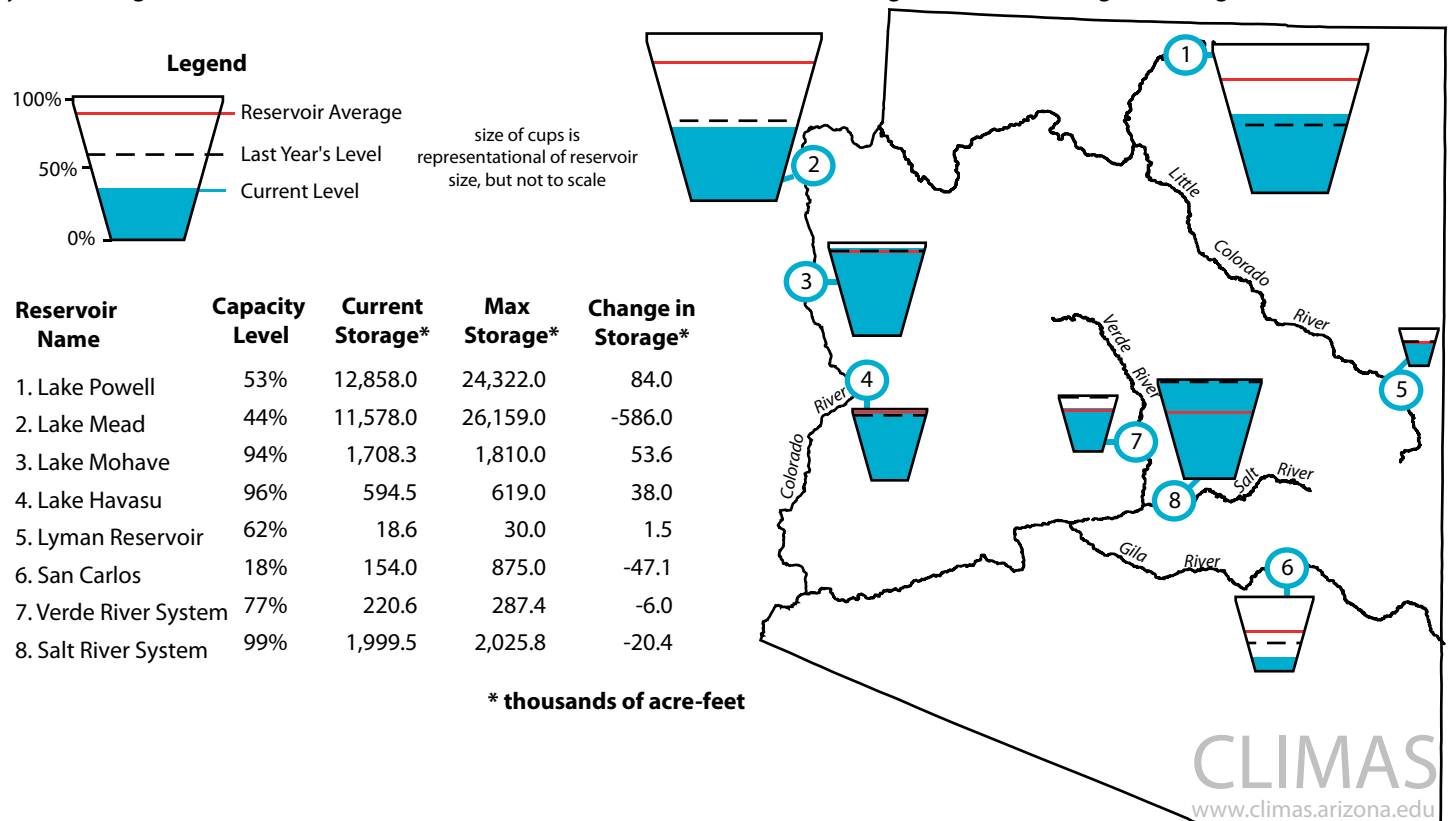 Legend
100%
50%
0%
Reservoir Average
Last Year's Level
Current Level
size of cups is
representational of reservoir
size, but not to scale
Reservoir Name Capacity Level Current Storage* Max Storage* Change in Storage*
1. Lake Powell 53% 12,858.0 24,322.0 84.0
2. Lake Mead 44% 11,578.0 26,159.0 -586.0
3. Lake Mohave 94% 1,708.3 1,810.0 53.6
4. Lake Havasu 96% 594.5 619.0 38.0
5. Lyman Reservoir 62% 18.6 30.0 1.5
6. San Carlos 18% 154.0 875.0 -47.1
7. Verde River System 77% 220.6 287.4 -6.0
8. Salt River System 99% 1,999.5 2,025.8 -20.4
* thousands of acre-feet
1
2
3
4
5
6
7
8
Little
Colorado
River
Verde
River
Colorado
River
Salt
River
Gila
River
CLIMAS
www.climas.arizona.edu